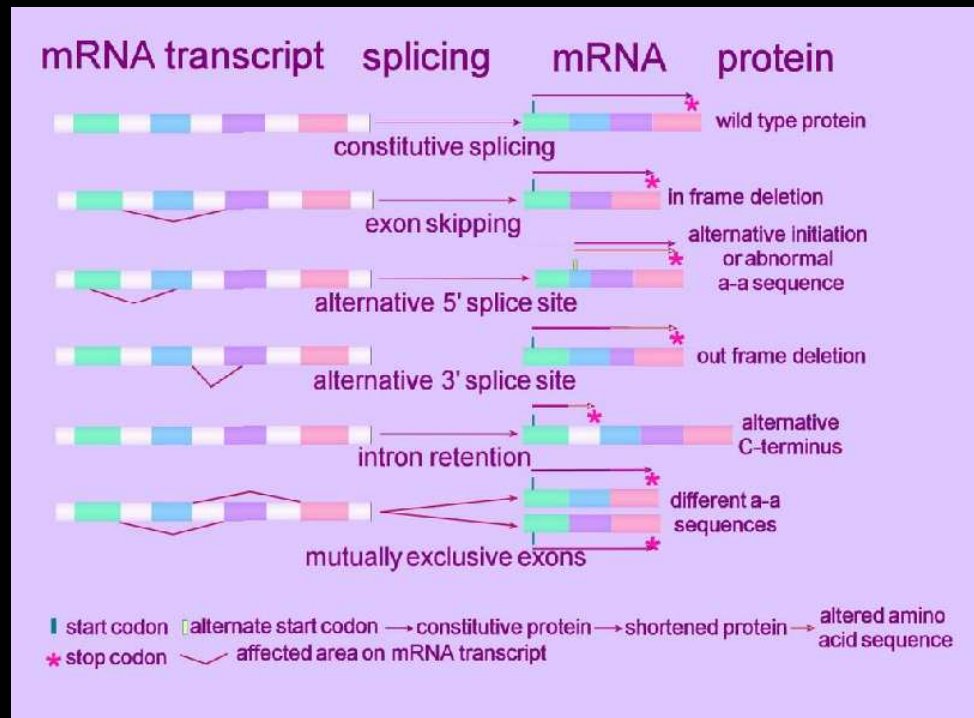 mRNA transcript splicing mRNA protein
constitutive splicing
wild type protein
exon skipping
in frame deletion
alternative 5' splice site
alternative initiation
or abnormal
a-a sequence
alternative 3' splice site
out frame deletion
intron retention
alternative
C-terminus
mutually exclusive exons
different a-a
sequences
start codon alternate start codon constitutive protein shortened protein altered amino
acid sequence
* stop codon affected area on mRNA transcript